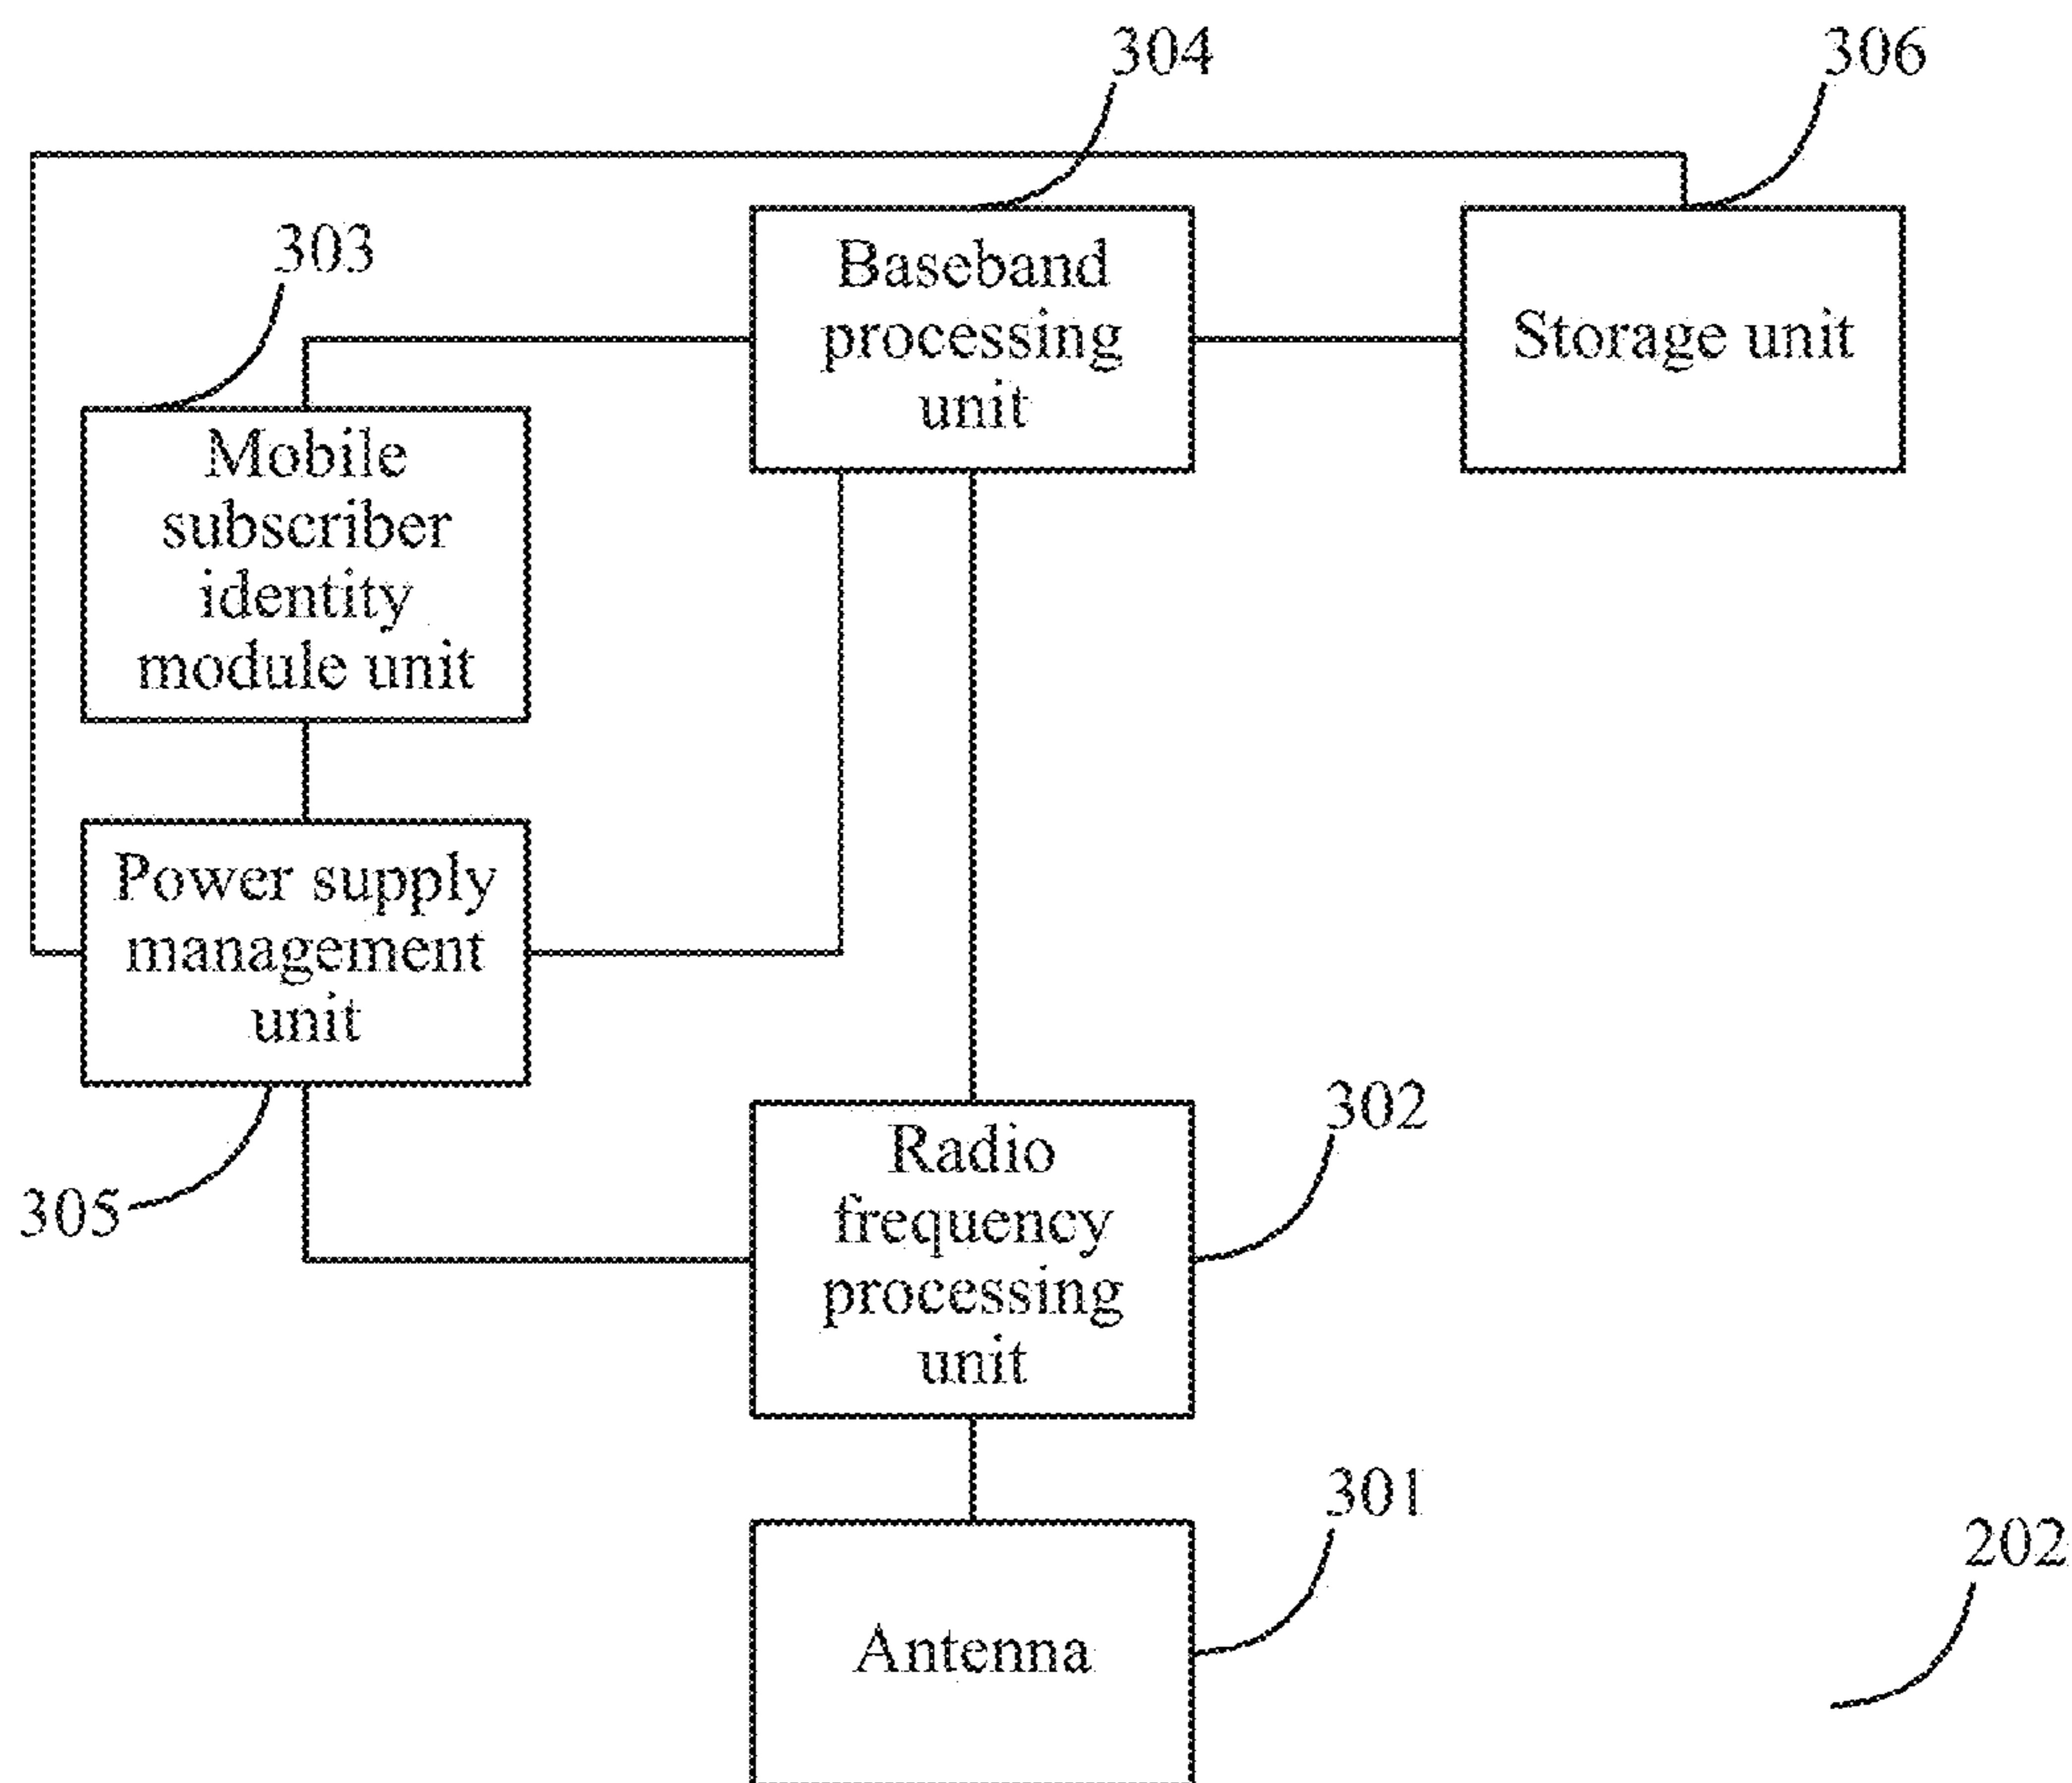 304
306
303
Baseband
processing
unit
Storage unit
Mobile
subscriber
identity
module unit
Power supply
management
unit
305
302
Radio
frequency
processing
unit
301
Antenna
202